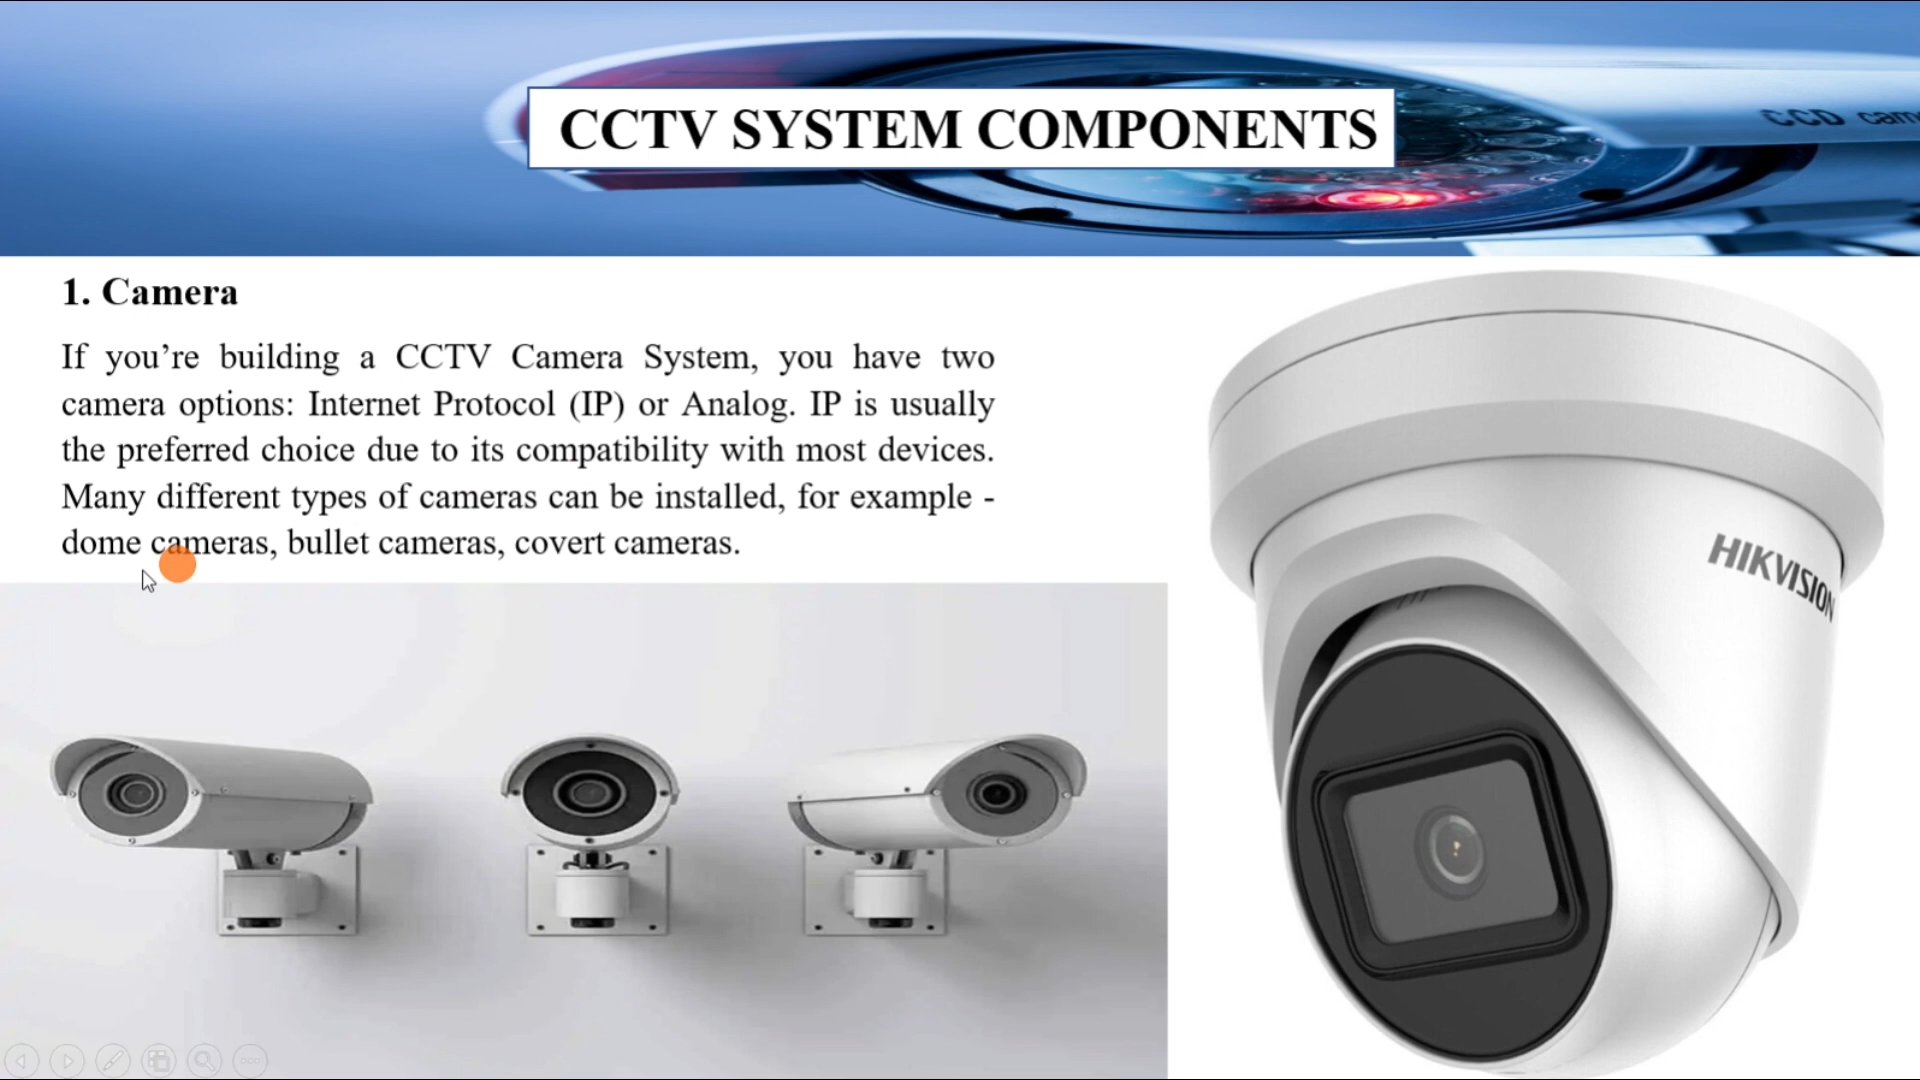 CCD cam
CCTV SYSTEM COMPONENTS
1. Camera
If you’re building a CCTV Camera System, you have two
camera options: Internet Protocol (IP) or Analog. IP is usually
the preferred choice due to its compatibility with most devices.
Many different types of cameras can be installed, for example -
dome cameras, bullet cameras, covert cameras.
HIKVISION